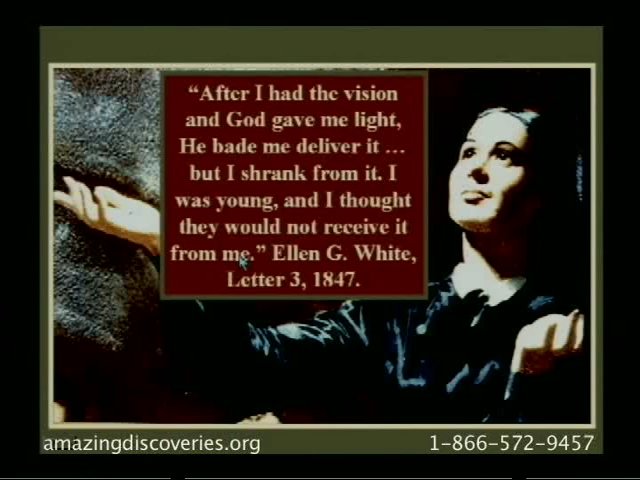 “After I had the vision
and God gave me light,
He bade me deliver it ...
but I shrank from it. I
was young, and I thought
they would not receive it
from me.” Ellen G. White,
Letter 3, 1847.
amazingdiscoveries.org
1-866-572-9457